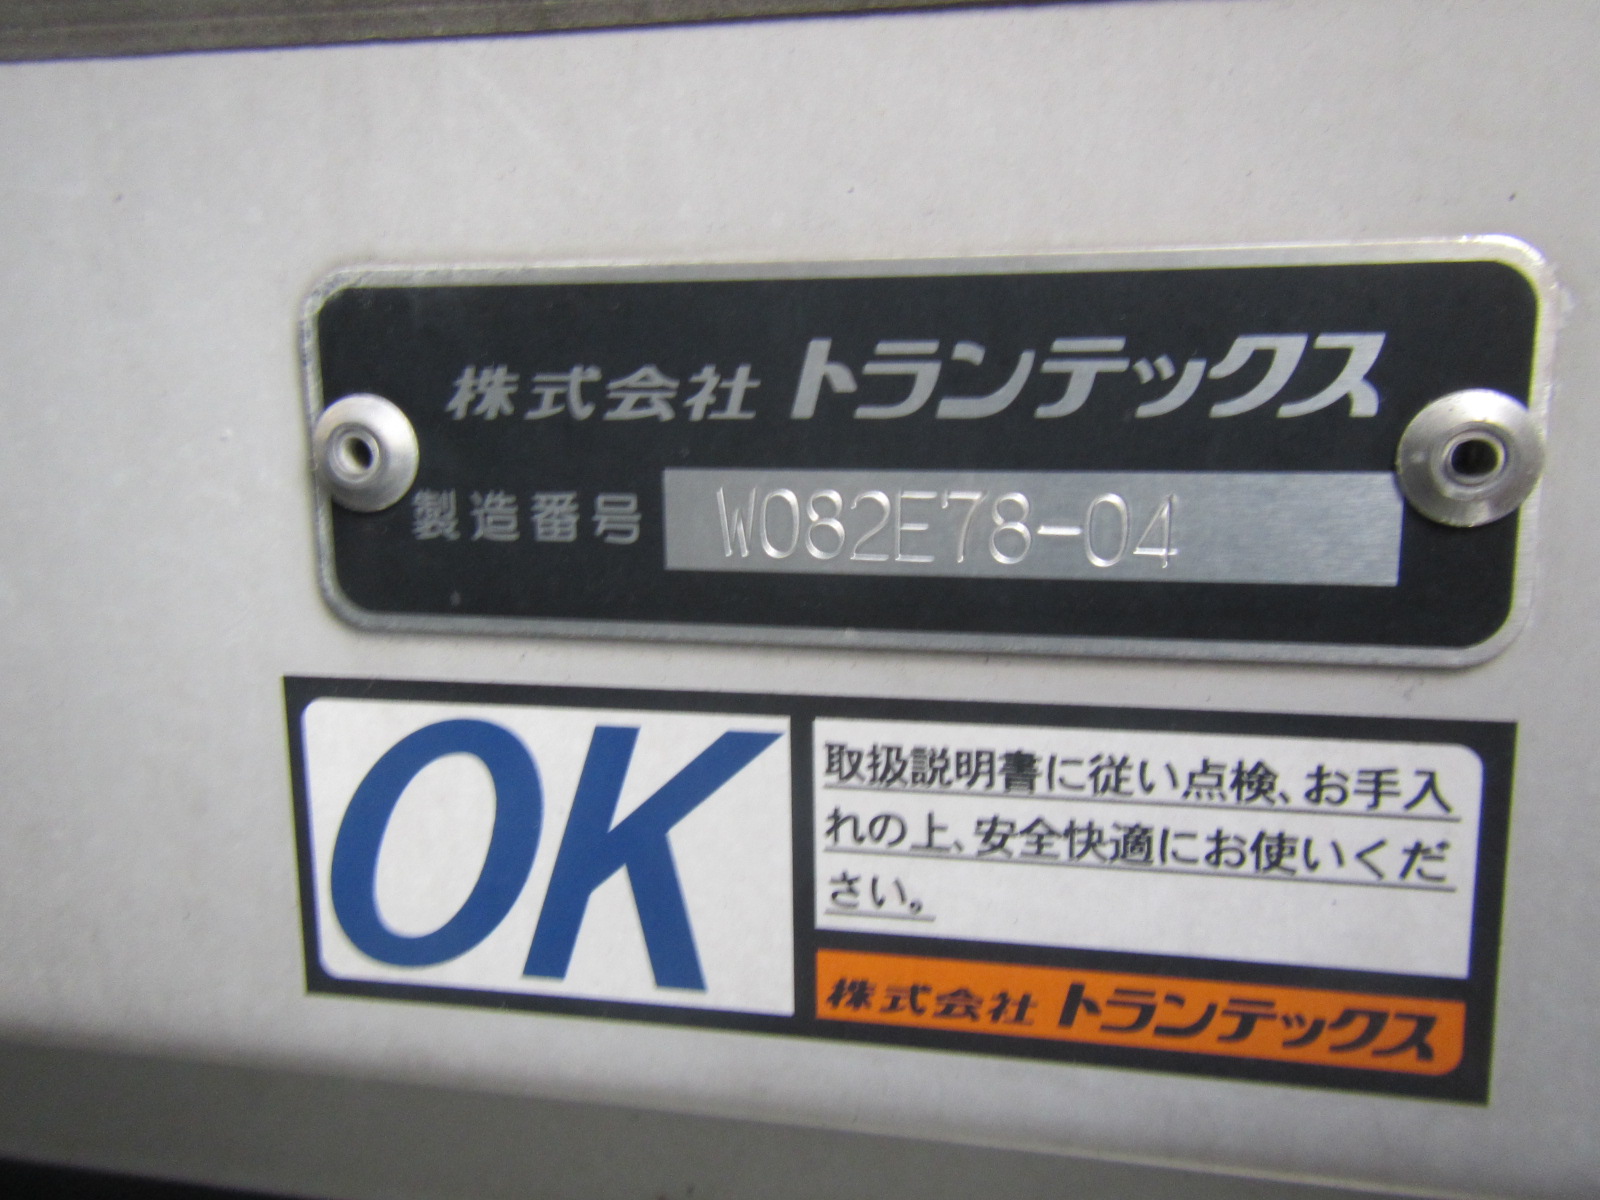 株式会社 トランテックス
製造番号 W082E78-04
OK
取扱説明書に従い点検、お手入
れの上、安全快適にお使いくだ
さい。
株式会社 トランテックス